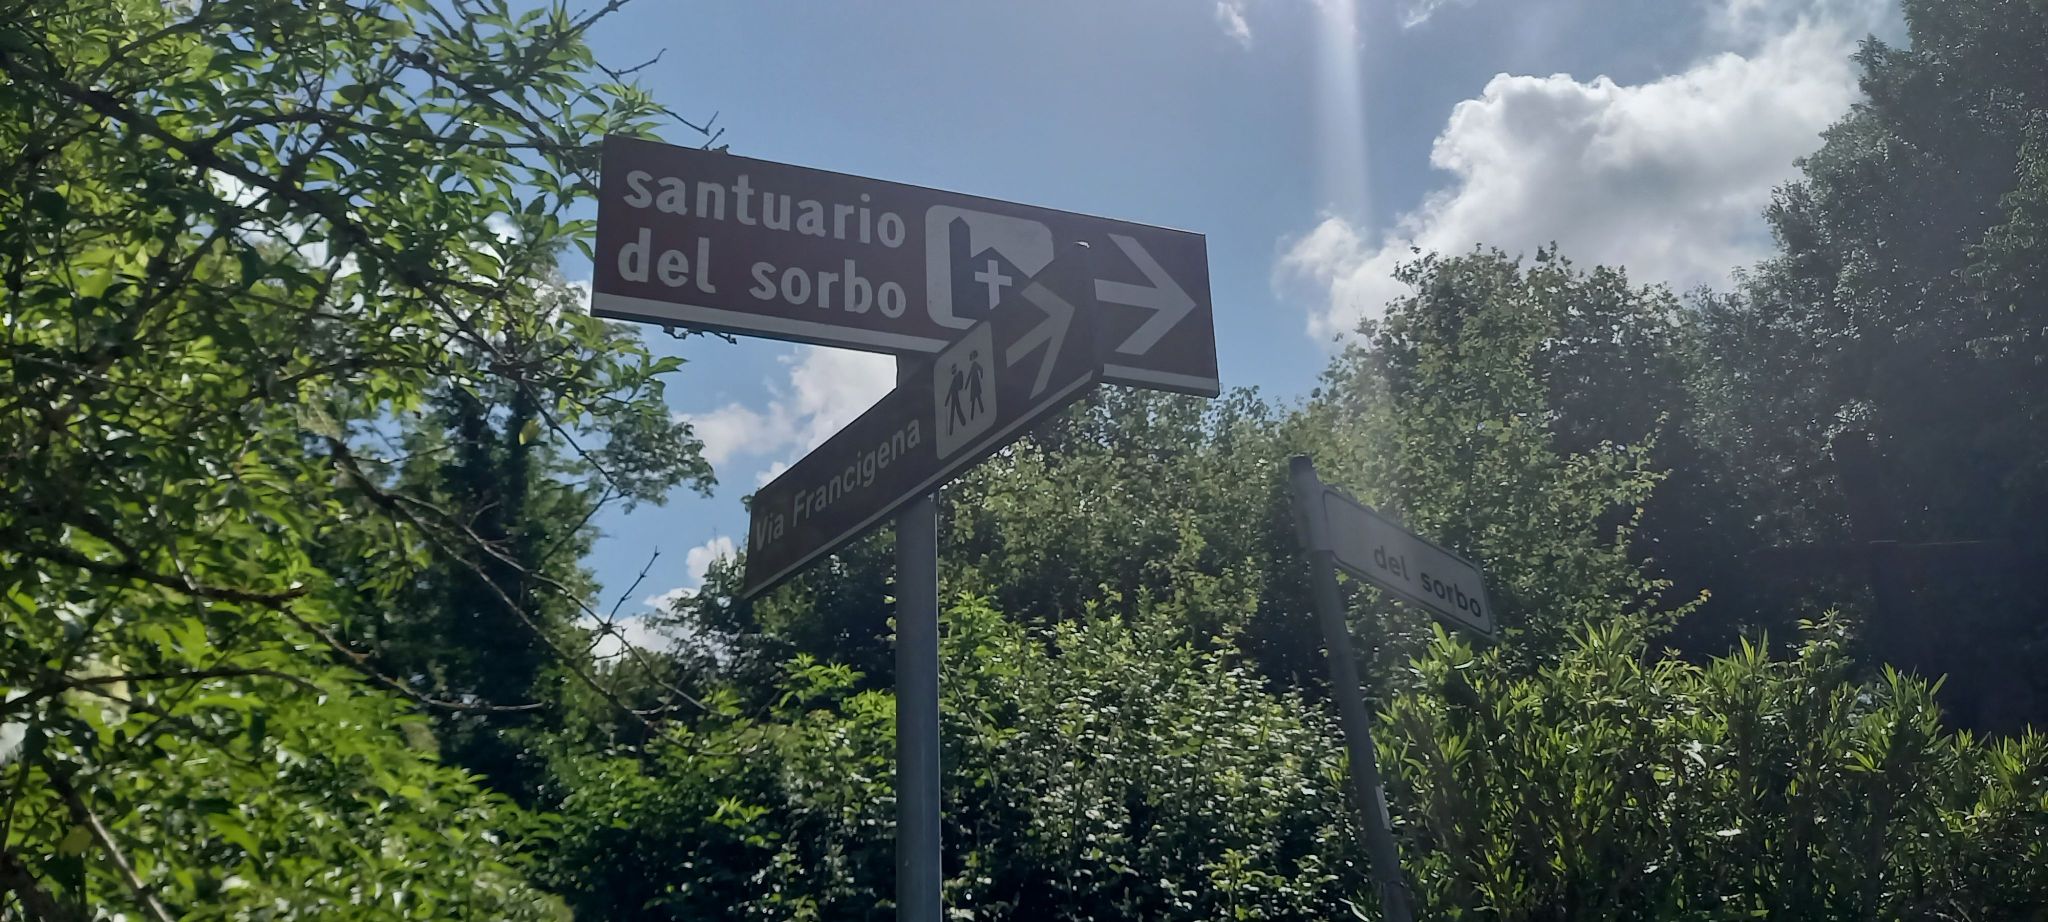 santuario
del sorbo
Via Francigena
del sorbo